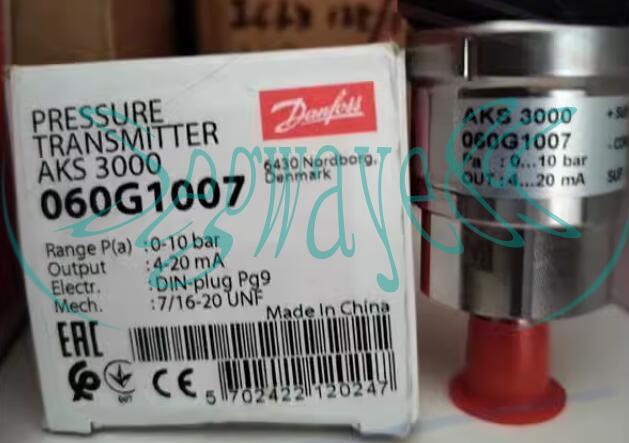 PRESSURE
TRANSMITTER
AKS 3000
060G1007
Danfoss
6430 Nordborg,
Denmark
Range P(a) :0-10 bar
Output :4-20 mA
Electr. :DIN-plug Pg9
Mech. :7/16-20 UNF
Made In China
EAC
CE
5 702422 120247
AKS 3000
060G1007
Pa : 0...10 bar
OUT: 4...20 mA
+SUP
segwayes